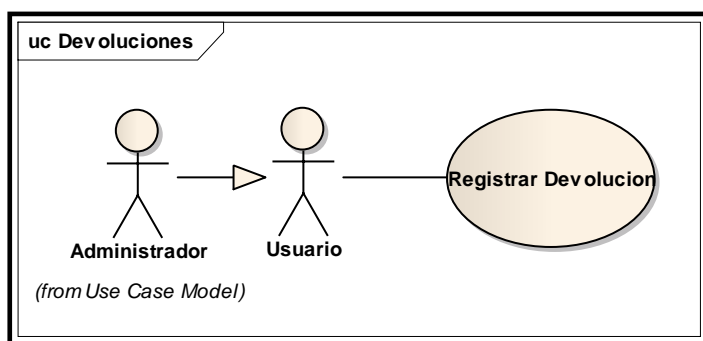 uc Devoluciones
Registrar Devolucion
Administrador
Usuario
(from Use Case Model)